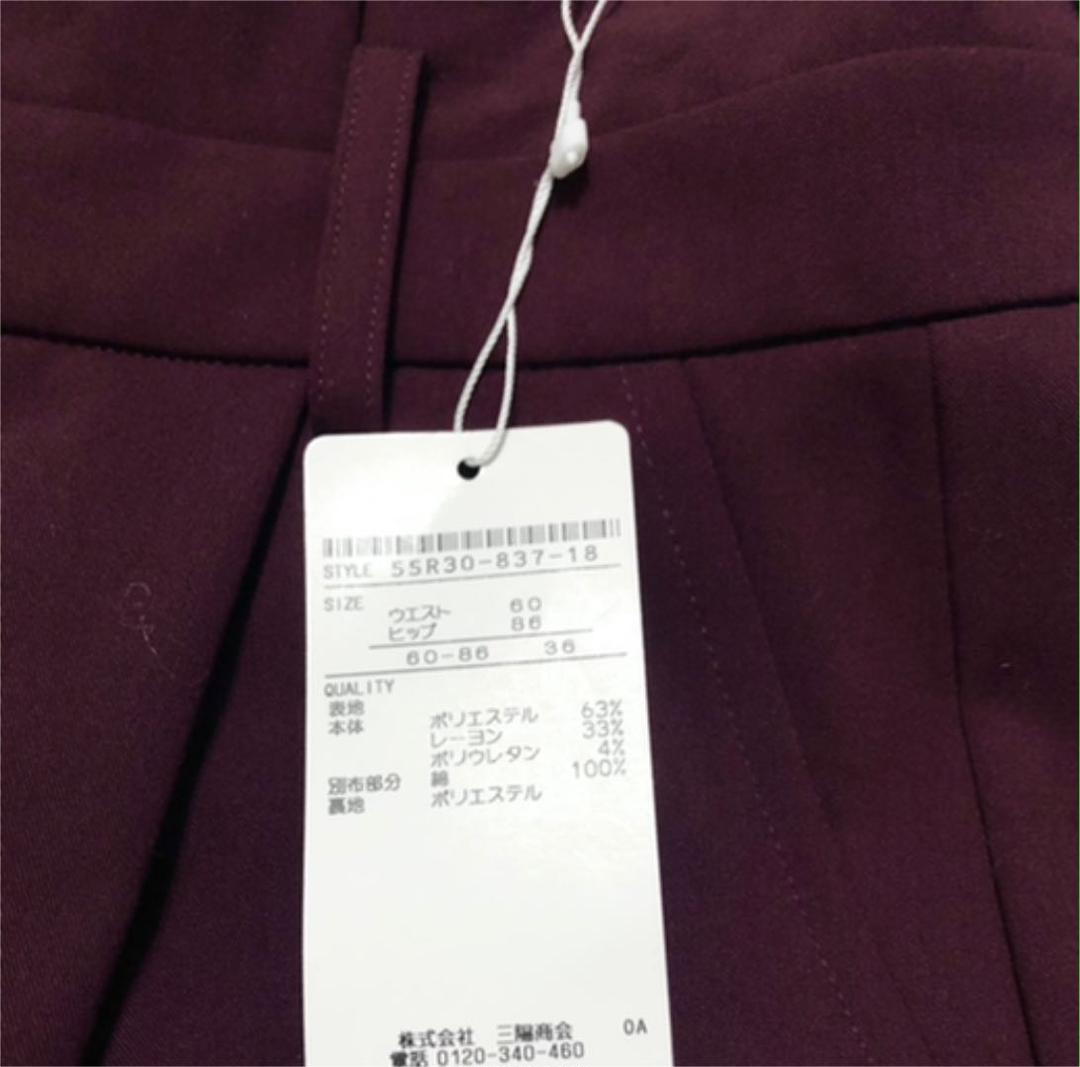 STYLE 55R30-837-18
SIZE
ウエスト 60
ヒップ 86
60-86 36
QUALITY
表地
本体 ポリエステル 63%
レーヨン 33%
ポリウレタン 4%
別布部分 綿 100%
裏地 ポリエステル
株式会社 三陽商会 0A
電話 0120-340-460